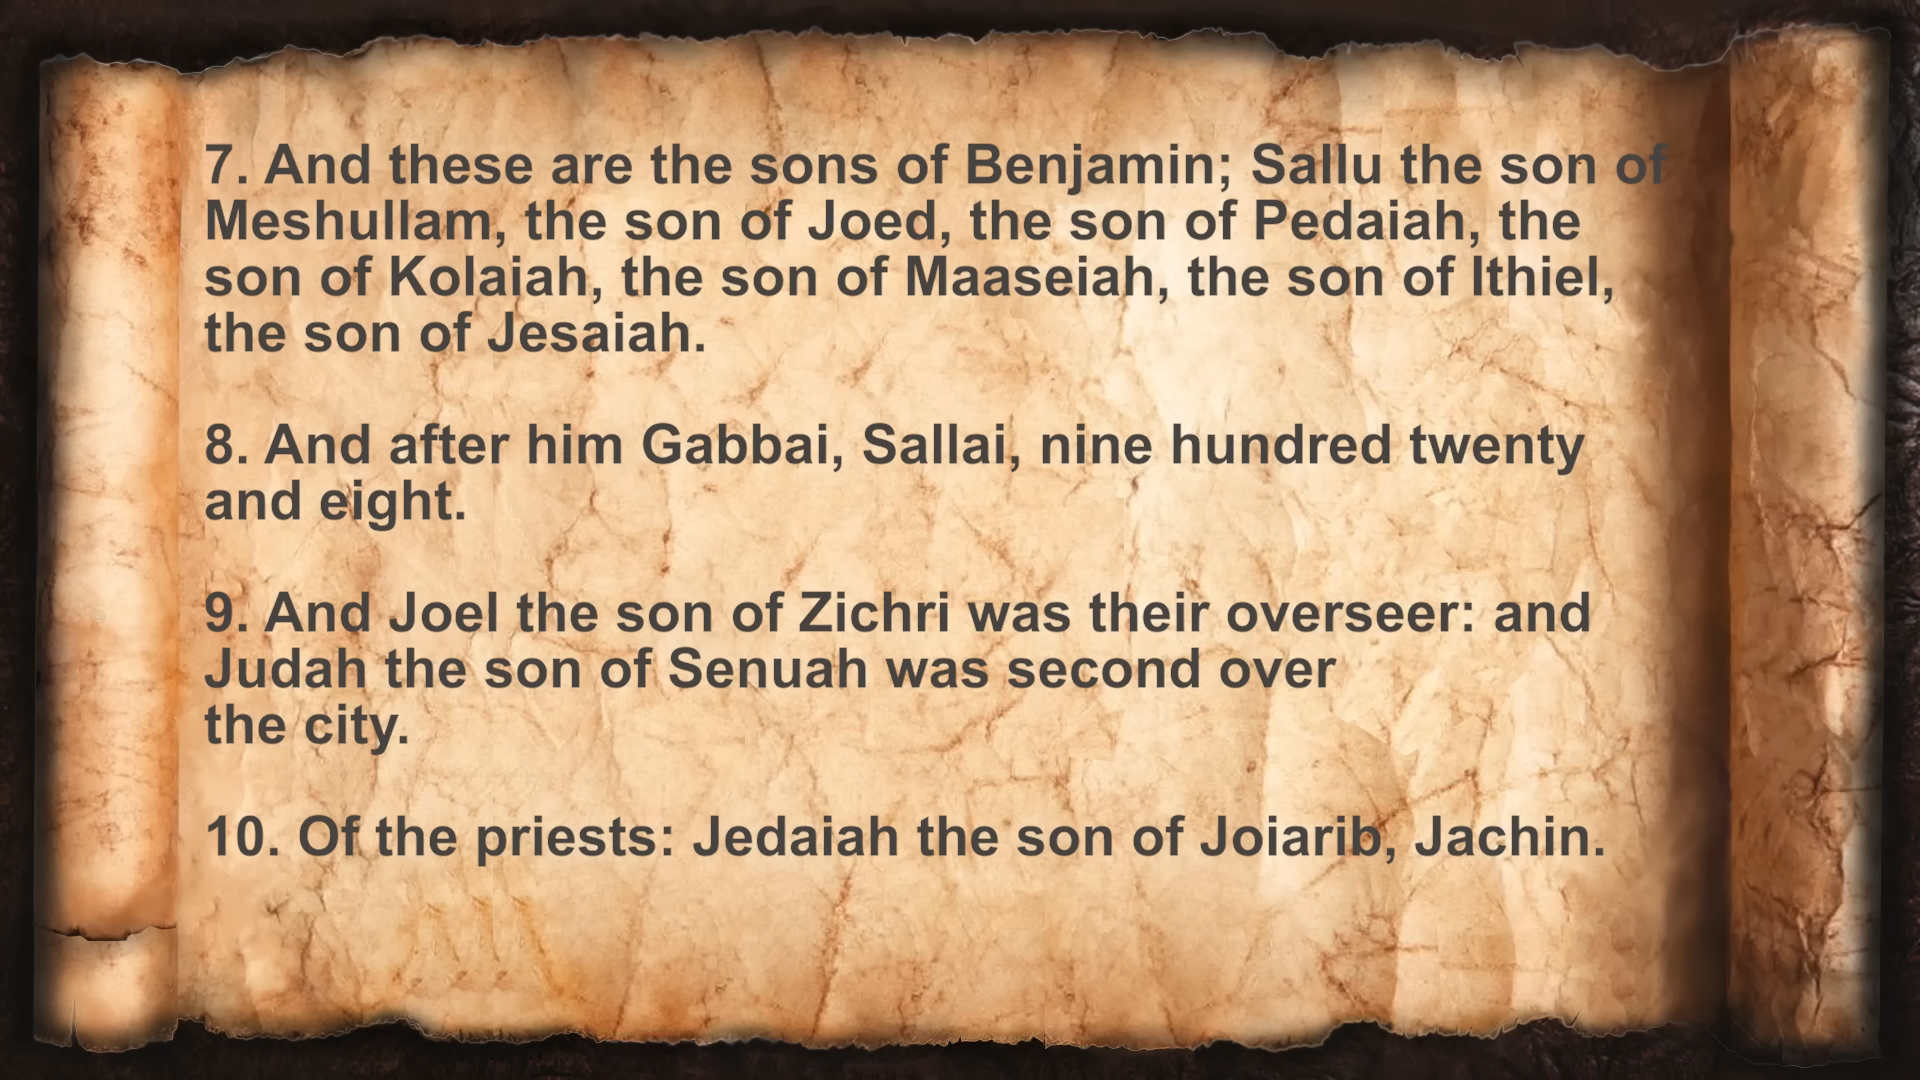 7. And these are the sons of Benjamin; Sallu the son of
Meshullam, the son of Joed, the son of Pedaiah, the
son of Kolaiah, the son of Maaseiah, the son of Ithiel,
the son of Jesaiah.
8. And after him Gabbai, Sallai, nine hundred twenty
and eight.
9. And Joel the son of Zichri was their overseer: and
Judah the son of Senuah was second over
the city.
10. Of the priests: Jedaiah the son of Joiarib, Jachin.